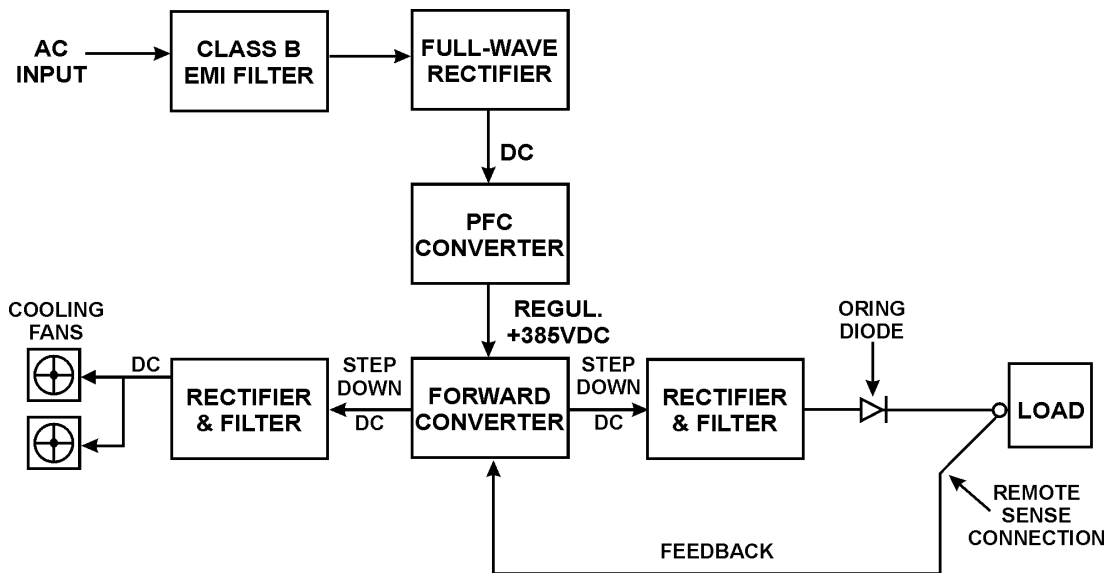 AC
INPUT
CLASS B
EMI FILTER
FULL-WAVE
RECTIFIER
DC
PFC
CONVERTER
REGUL.
+385VDC
COOLING
FANS
DC
RECTIFIER
& FILTER
STEP
DOWN
DC
FORWARD
CONVERTER
STEP
DOWN
DC
RECTIFIER
& FILTER
ORING
DIODE
LOAD
REMOTE
SENSE
CONNECTION
FEEDBACK